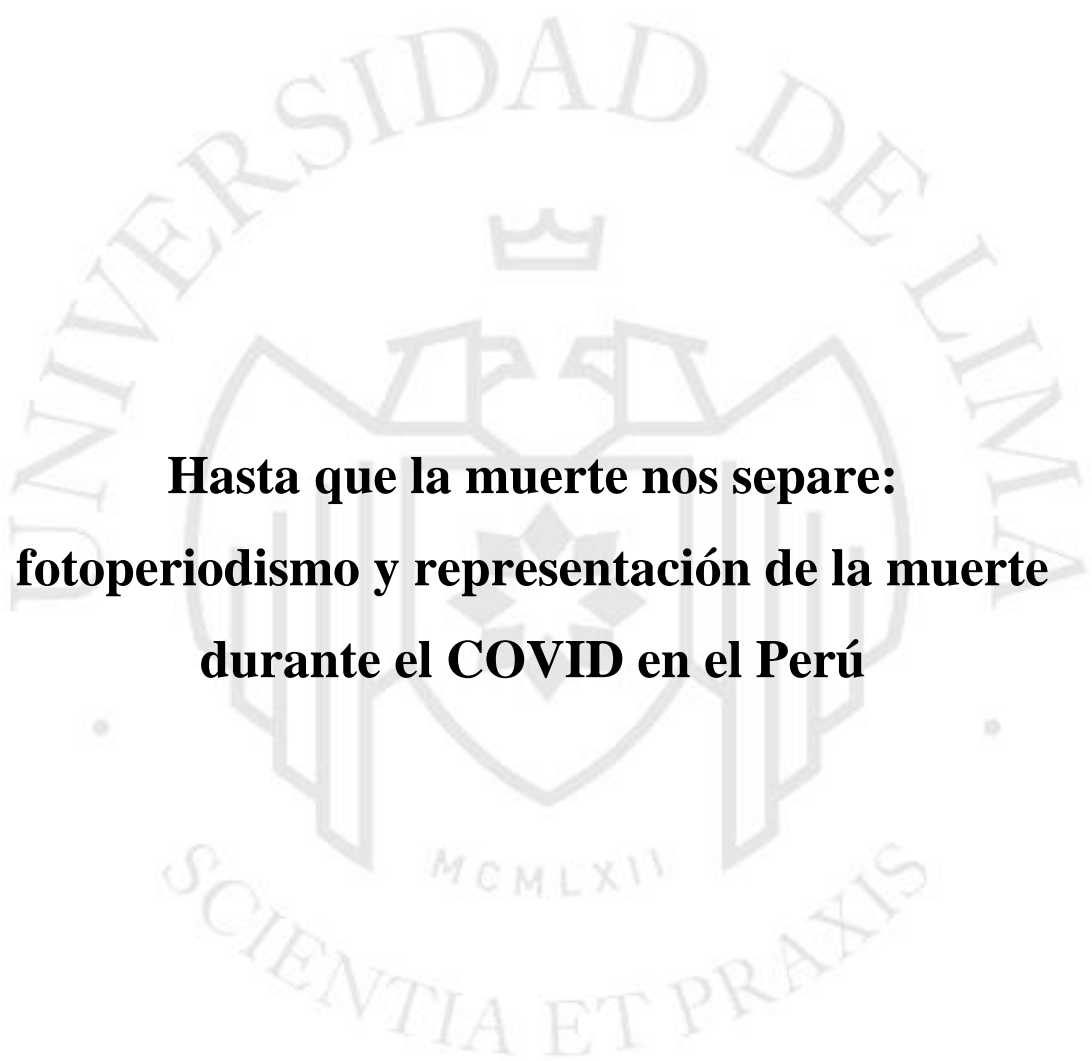 UNIVERSIDAD DE LIMA
Hasta que la muerte nos separe:
fotoperiodismo y representación de la muerte
durante el COVID en el Perú
MCMLXII
SCIENTIA ET PRAXIS